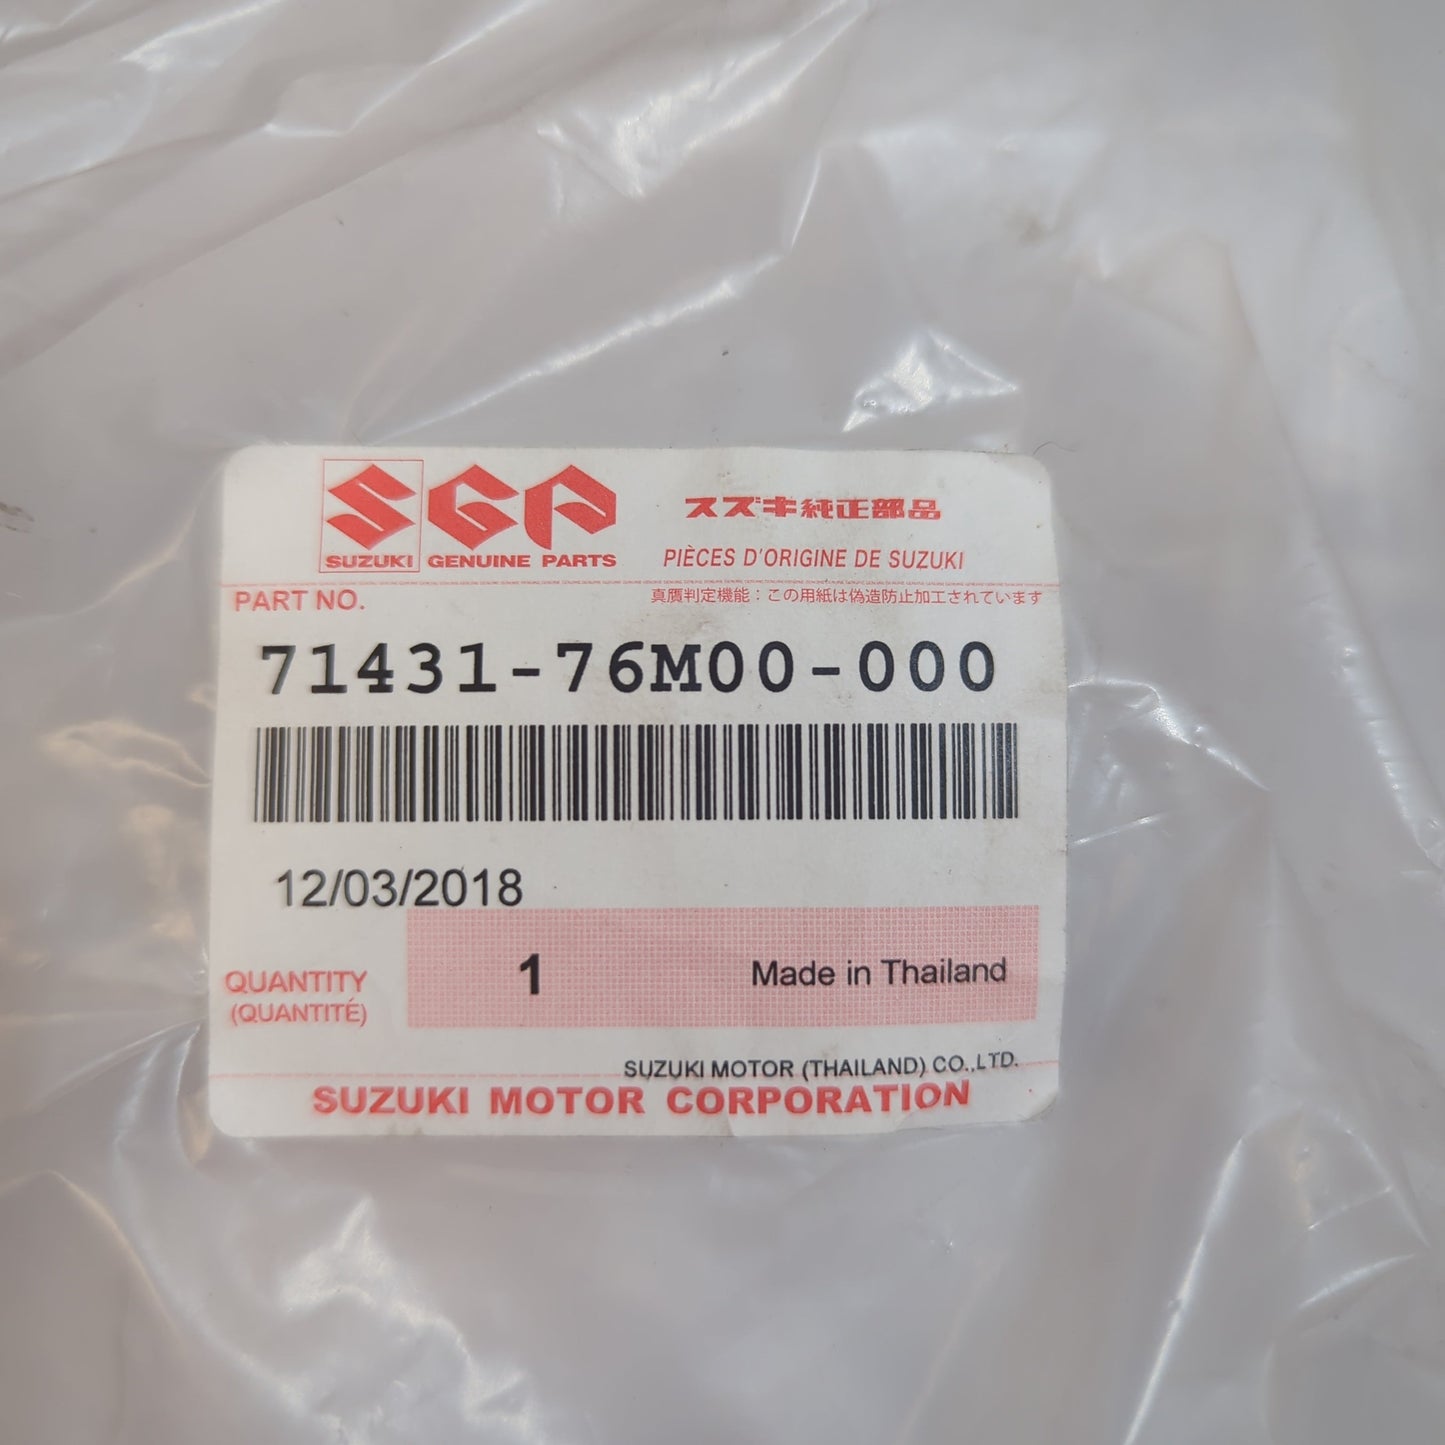 SGP
スズキ純正部品
SUZUKI GENUINE PARTS
PIÈCES D'ORIGINE DE SUZUKI
PART NO.
真贋判定機能：この用紙は偽造防止加工されています
71431-76M00-000
12/03/2018
QUANTITY
(QUANTITÉ)
1
Made in Thailand
SUZUKI MOTOR (THAILAND) CO.,LTD.
SUZUKI MOTOR CORPORATION